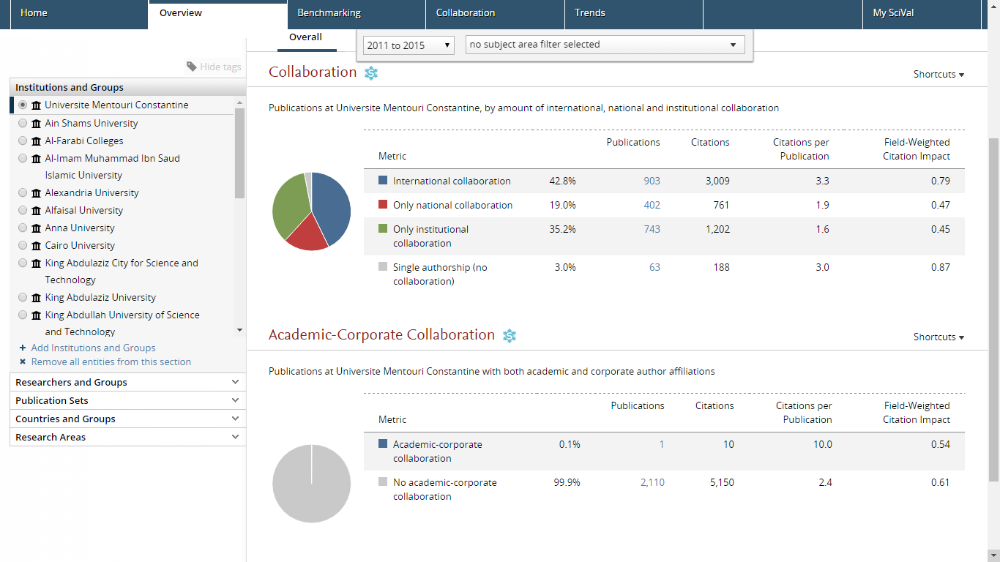 Home Overview Benchmarking Collaboration Trends My SciVal
Overall
2011 to 2015
no subject area filter selected
Hide tags
Institutions and Groups
Universite Mentouri Constantine
Ain Shams University
Al-Farabi Colleges
Al-Imam Muhammad Ibn Saud
Islamic University
Alexandria University
Alfaisal University
Anna University
Cairo University
King Abdulaziz City for Science and
Technology
King Abdulaziz University
King Abdullah University of Science
and Technology
Add Institutions and Groups
Remove all entities from this section
Researchers and Groups
Publication Sets
Countries and Groups
Research Areas
Collaboration
Shortcuts
Publications at Universite Mentouri Constantine, by amount of international, national and institutional collaboration
Publications Citations Citations per Field-Weighted
Metric Publication Citation Impact
International collaboration 42.8% 903 3,009 3.3 0.79
Only national collaboration 19.0% 402 761 1.9 0.47
Only institutional 35.2% 743 1,202 1.6 0.45
collaboration
Single authorship (no 3.0% 63 188 3.0 0.87
collaboration)
Academic-Corporate Collaboration
Shortcuts
Publications at Universite Mentouri Constantine with both academic and corporate author affiliations
Publications Citations Citations per Field-Weighted
Metric Publication Citation Impact
Academic-corporate 0.1% 1 10 10.0 0.54
collaboration
No academic-corporate 99.9% 2,110 5,150 2.4 0.61
collaboration